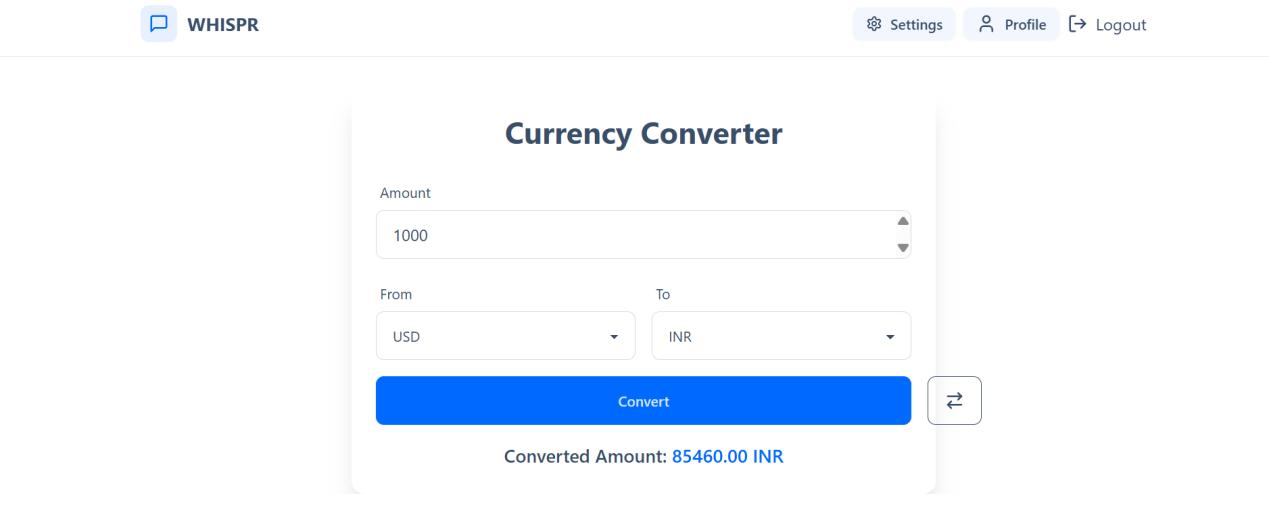 WHISPR
Settings Profile Logout
Currency Converter
Amount
1000
From To
USD INR
Convert
Converted Amount: 85460.00 INR